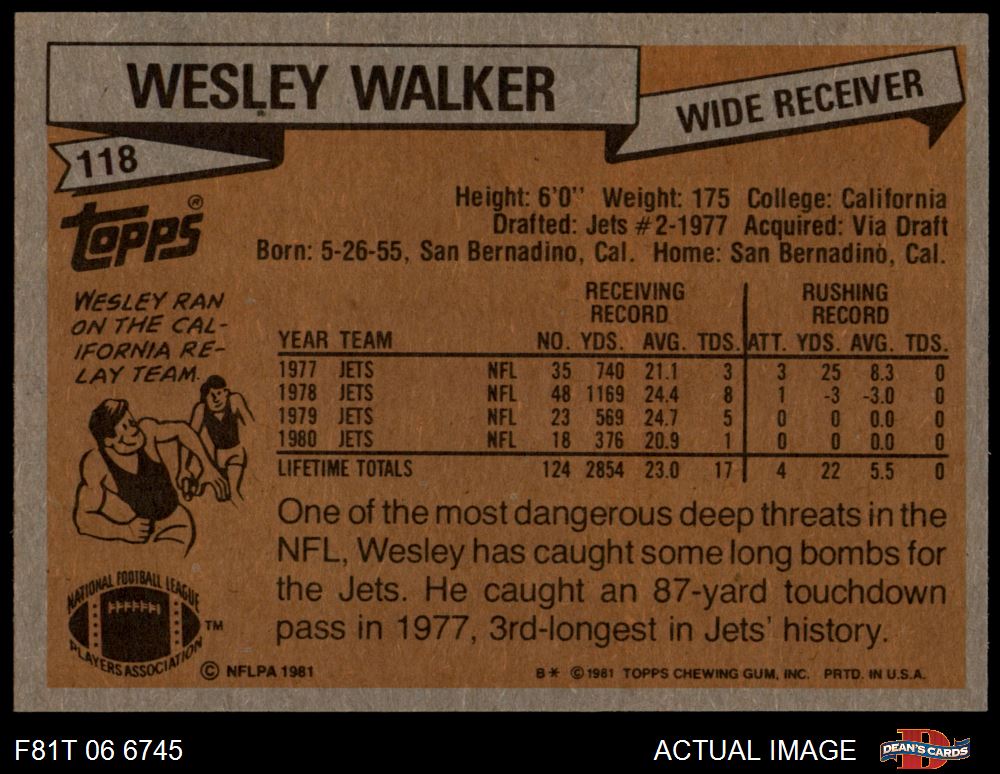 WESLEY WALKER
WIDE RECEIVER
118
TOPPS®
Height: 6'0'' Weight: 175 College: California
Drafted: Jets #2-1977 Acquired: Via Draft
Born: 5-26-55, San Bernadino, Cal. Home: San Bernadino, Cal.
WESLEY RAN
ON THE CAL-
IFORNIA RE-
LAY TEAM.
RECEIVING RECORD RUSHING RECORD
YEAR TEAM NO. YDS. AVG. TDS. ATT. YDS. AVG. TDS.
1977 JETS NFL 35 740 21.1 3 3 25 8.3 0
1978 JETS NFL 48 1169 24.4 8 1 -3 -3.0 0
1979 JETS NFL 23 569 24.7 5 0 0 0.0 0
1980 JETS NFL 18 376 20.9 1 0 0 0.0 0
LIFETIME TOTALS 124 2854 23.0 17 4 22 5.5 0
One of the most dangerous deep threats in the
NFL, Wesley has caught some long bombs for
the Jets. He caught an 87-yard touchdown
pass in 1977, 3rd-longest in Jets' history.
NATIONAL FOOTBALL LEAGUE
PLAYERS ASSOCIATION
TM
© NFLPA 1981
B* © 1981 TOPPS CHEWING GUM, INC. PRTD. IN U.S.A.
F81T 06 6745
ACTUAL IMAGE
DEAN'S CARDS